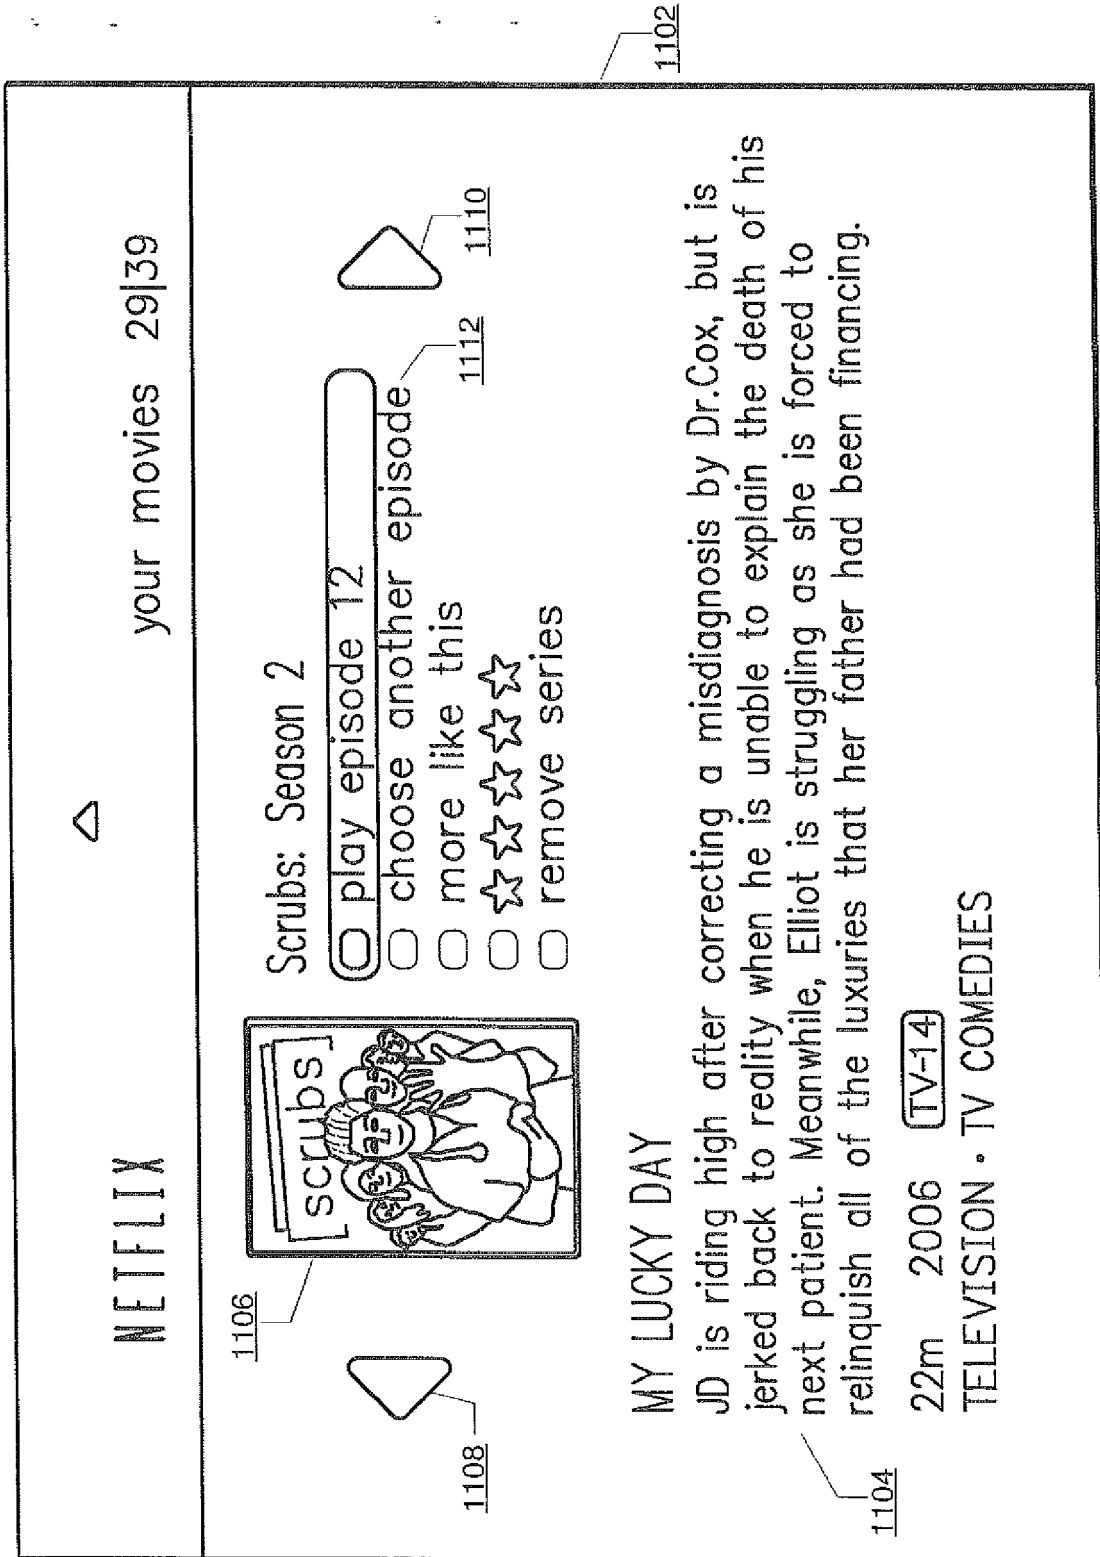 NETFLIX
your movies 29|39
1102
1106
scrubs
Scrubs: Season 2
play episode 12
choose another episode
more like this
remove series
1108
1110
1112
MY LUCKY DAY
JD is riding high after correcting a misdiagnosis by Dr.Cox, but is
jerked back to reality when he is unable to explain the death of his
next patient. Meanwhile, Elliot is struggling as she is forced to
relinquish all of the luxuries that her father had been financing.
1104
22m 2006 TV-14
TELEVISION • TV COMEDIES